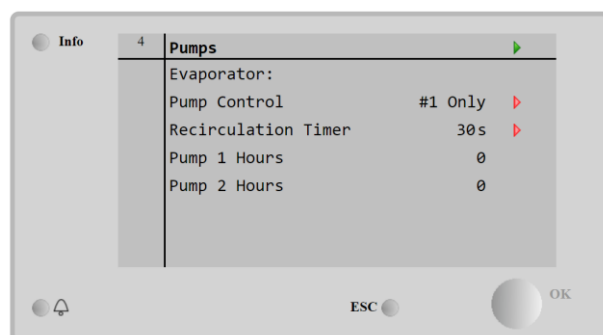 Info
4 Pumps
Evaporator:
Pump Control #1 Only
Recirculation Timer 30s
Pump 1 Hours 0
Pump 2 Hours 0
ESC
OK